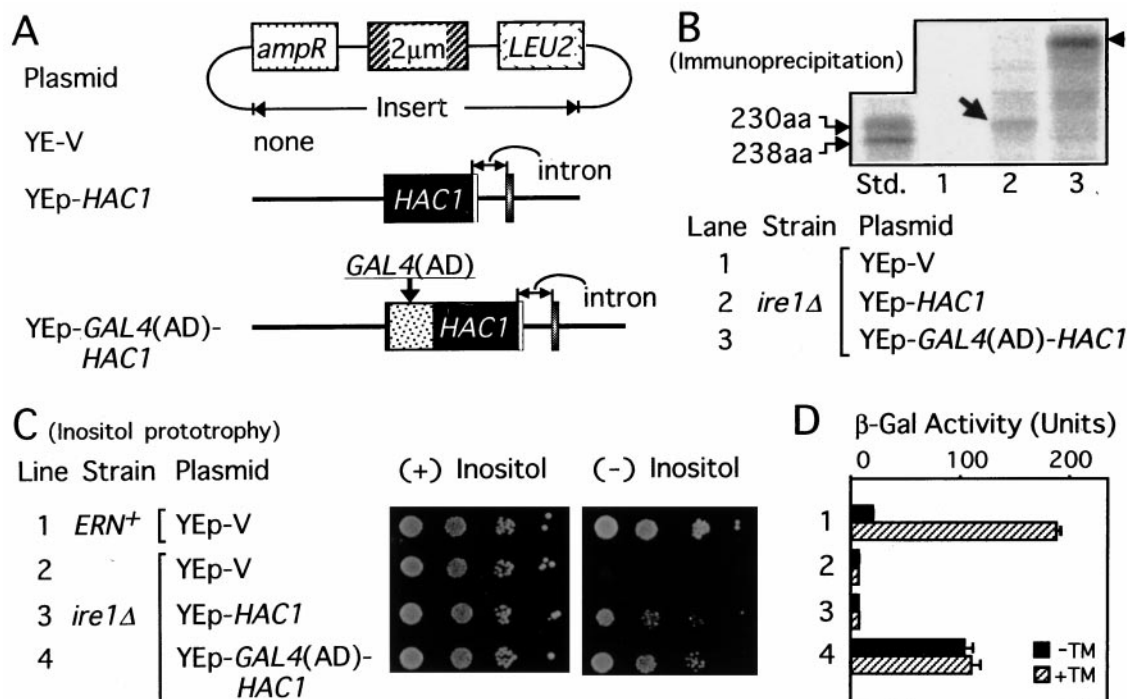 A
ampR 2μm LEU2
Plasmid
Insert
YE-V none
YEp-HAC1 HAC1 intron
GAL4(AD)
YEp-GAL4(AD)-
HAC1
HAC1 intron
B
(Immunoprecipitation)
230aa
238aa
Std. 1 2 3
Lane Strain Plasmid
1 YEp-V
2 ire1Δ YEp-HAC1
3 YEp-GAL4(AD)-HAC1
C (Inositol prototrophy)
Line Strain Plasmid (+) Inositol (-) Inositol
1 ERN+ YEp-V
2 YEp-V
3 ire1Δ YEp-HAC1
4 YEp-GAL4(AD)-
HAC1
D β-Gal Activity (Units)
0 100 200
1
2
3
4
-TM
+TM